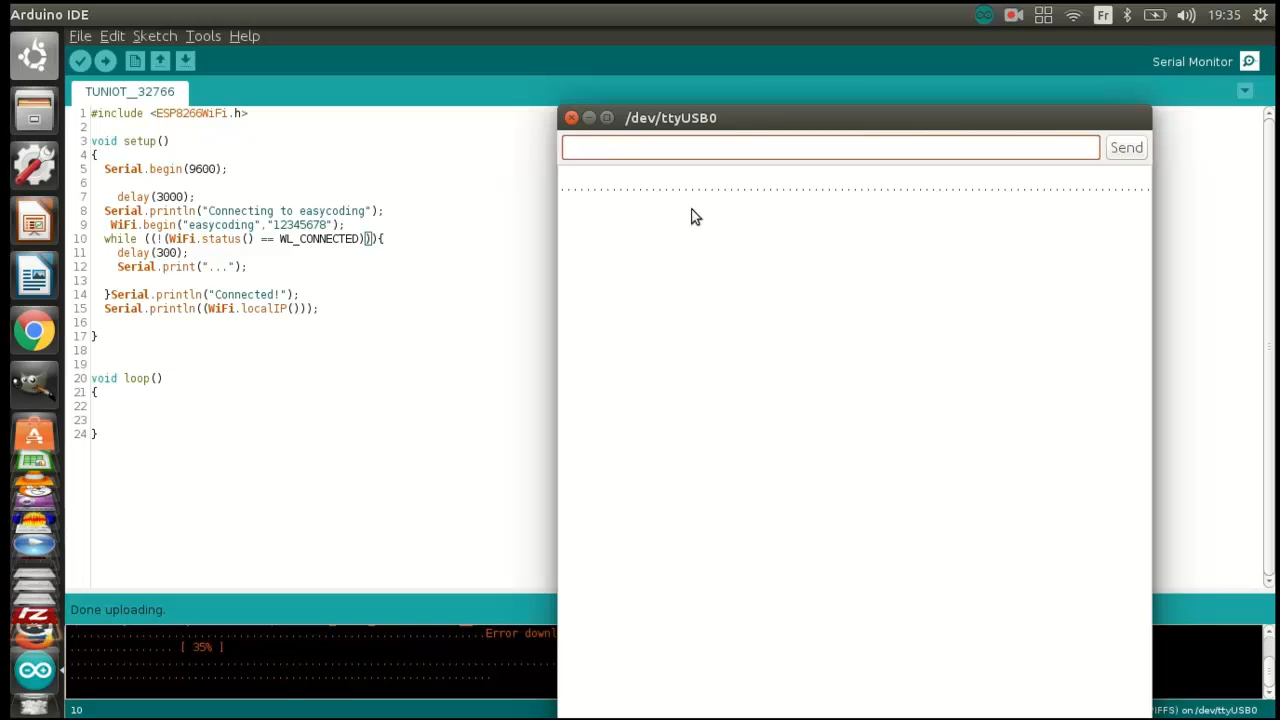 Arduino IDE
Fr
19:35
File Edit Sketch Tools Help
Serial Monitor
TUNIOT__32766
1 #include <ESP8266WiFi.h>
2
3 void setup()
4 {
5 Serial.begin(9600);
6
7 delay(3000);
8 Serial.println("Connecting to easycoding");
9 WiFi.begin("easycoding","12345678");
10 while ((!(WiFi.status() == WL_CONNECTED))){
11 delay(300);
12 Serial.print("...");
13
14 }Serial.println("Connected!");
15 Serial.println((WiFi.localIP()));
16
17 }
18
19
20 void loop()
21 {
22
23
24 }
/dev/ttyUSB0
Send
Done uploading.
Error downl
[ 35% ]
10
on /dev/ttyUSB0